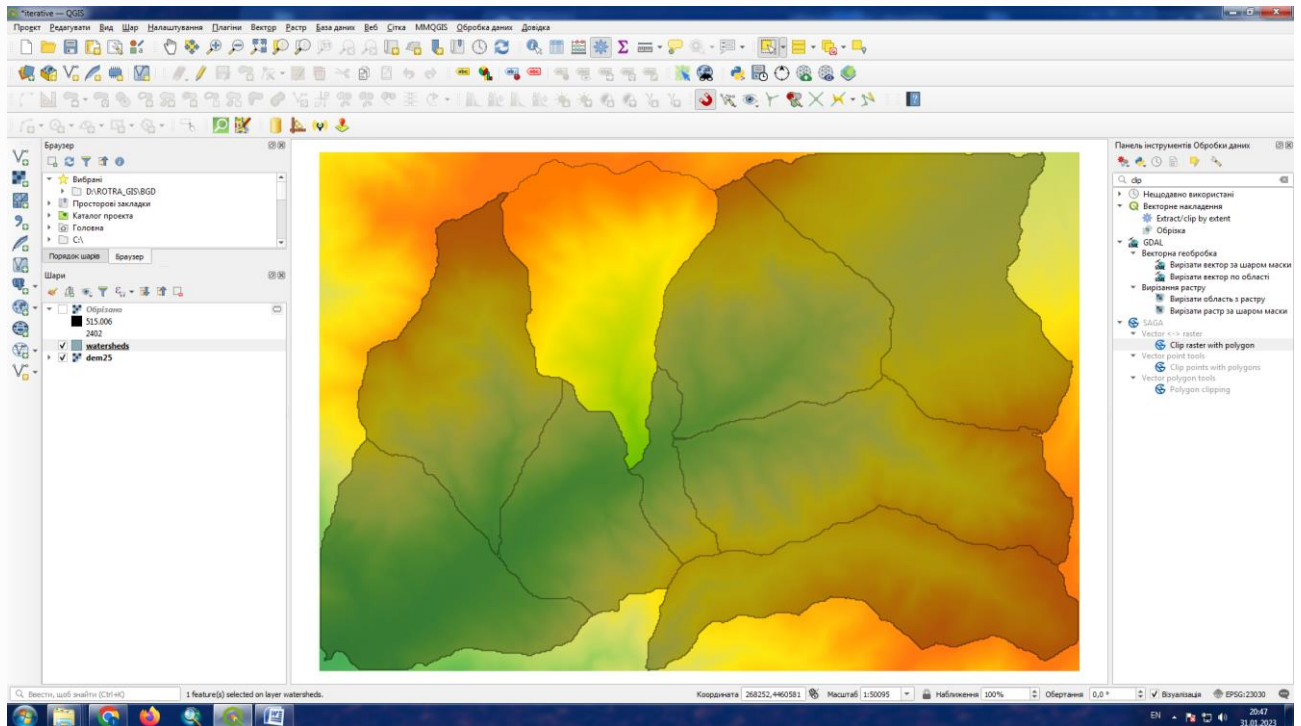 *iterative — QGIS
Проєкт Редагувати Вид Шар Налаштування Плагіни Вектор Растр База даних Веб Сітка MMQGIS Обробка даних Довідка
Браузер
Вибрані
D:\ROTRA_GIS\BGD
Просторові закладки
Каталог проекта
Головна
C:\
Порядок шарів Браузер
Шари
Обрізано
515.006
2402
watersheds
dem25
Панель інструментів Обробки даних
clip
Нещодавно використані
Векторне накладення
Extract/clip by extent
Обрізка
GDAL
Векторна геобробка
Вирізати вектор за шаром маски
Вирізати вектор по області
Вирізання растру
Вирізати область з растру
Вирізати растр за шаром маски
SAGA
Vector <-> raster
Clip raster with polygon
Vector point tools
Clip points with polygons
Vector polygon tools
Polygon clipping
Ввести, щоб знайти (Ctrl+K) 1 feature(s) selected on layer watersheds. Координата 268252,4460581 Масштаб 1:50095 Наближення 100% Обертання 0,0 ° Візуалізація EPSG:23030
EN 20:47
31.01.2023